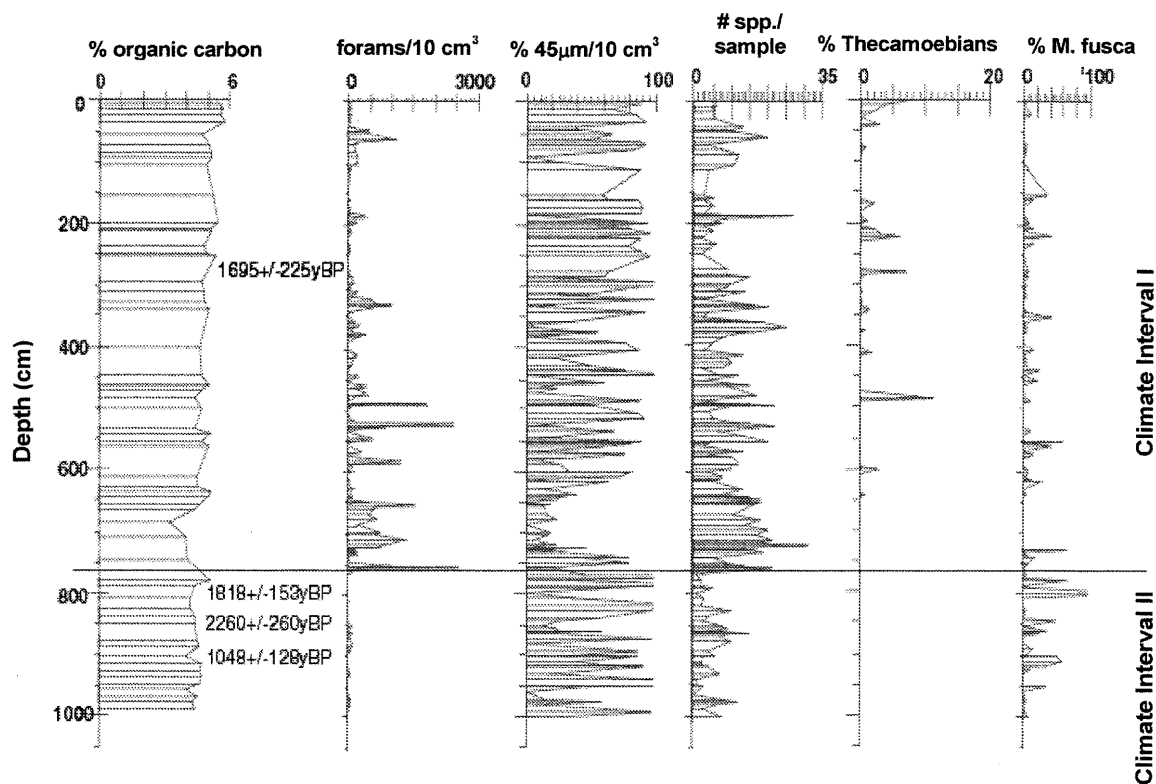 % organic carbon
forams/10 cm³
% 45µm/10 cm³
# spp./
sample
% Thecamoebians
% M. fusca
0 6
0 3000
0 100
0 35
0 20
0 100
Depth (cm)
0
200
400
600
800
1000
1695+/-225yBP
1818+/-153yBP
2260+/-260yBP
1048+/-128yBP
Climate Interval I
Climate Interval II